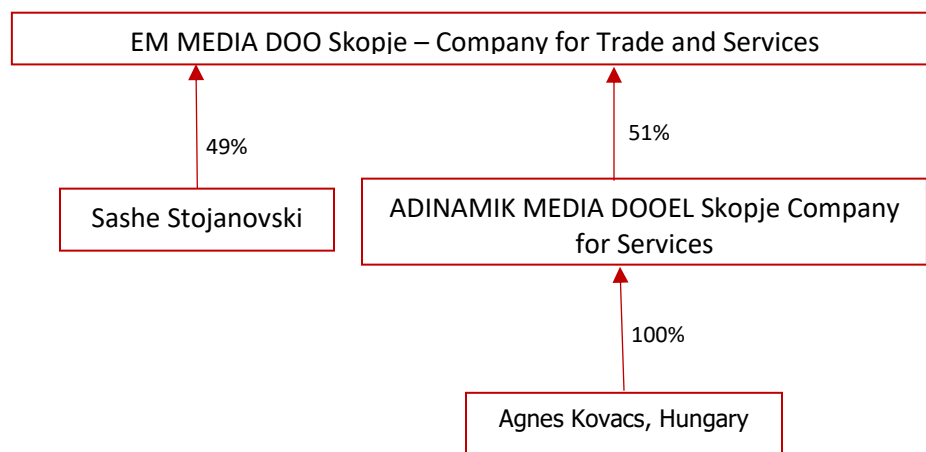 EM MEDIA DOO Skopje – Company for Trade and Services
49%
51%
Sashe Stojanovski
ADINAMIK MEDIA DOOEL Skopje Company
for Services
100%
Agnes Kovacs, Hungary